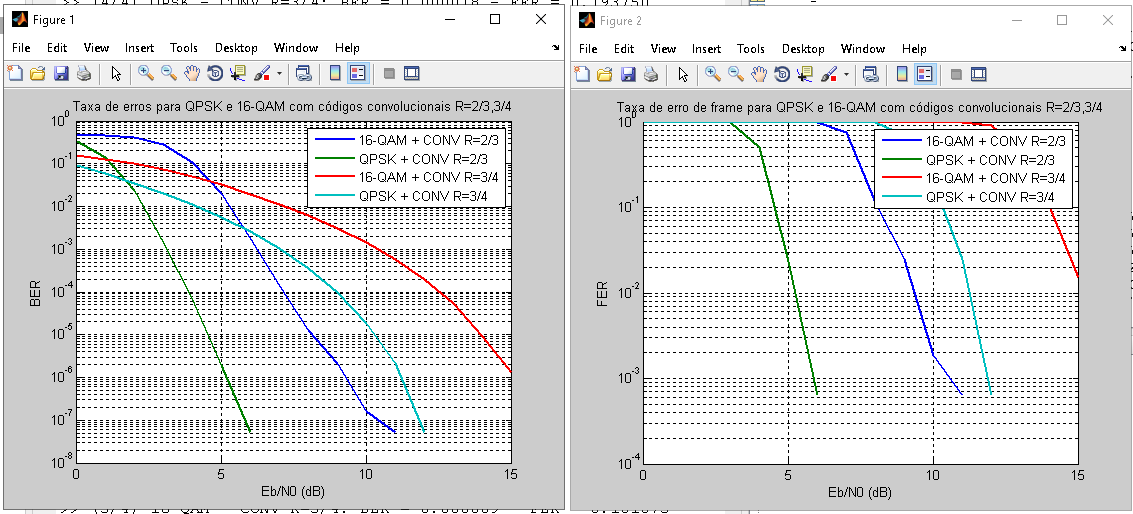 >> (4/4) QPSK - CONV R=3/4: BER = 0.000018 - FER = 0.193750
Figure 1
File Edit View Insert Tools Desktop Window Help
Taxa de erros para QPSK e 16-QAM com códigos convolucionais R=2/3,3/4
16-QAM + CONV R=2/3
QPSK + CONV R=2/3
16-QAM + CONV R=3/4
QPSK + CONV R=3/4
10^0
10^-1
10^-2
10^-3
10^-4
10^-5
10^-6
10^-7
10^-8
BER
0 5 10 15
Eb/N0 (dB)
Figure 2
File Edit View Insert Tools Desktop Window Help
Taxa de erro de frame para QPSK e 16-QAM com códigos convolucionais R=2/3,3/4
16-QAM + CONV R=2/3
QPSK + CONV R=2/3
16-QAM + CONV R=3/4
QPSK + CONV R=3/4
10^0
10^-1
10^-2
10^-3
10^-4
FER
0 5 10 15
Eb/N0 (dB)